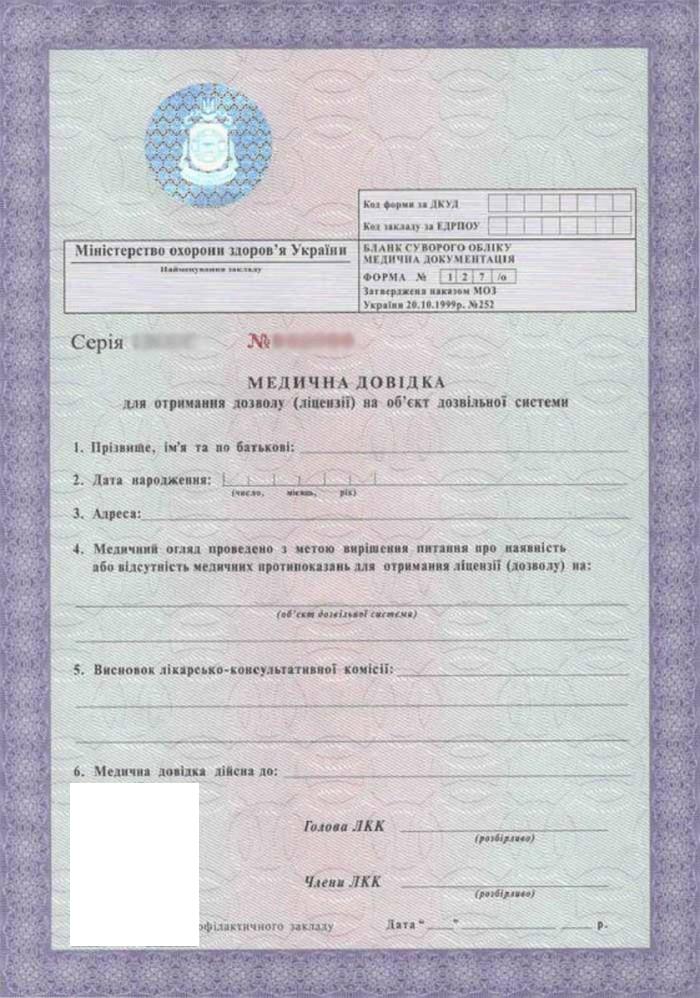 Код форми за ДКУД
Код закладу за ЄДРПОУ
Міністерство охорони здоров'я України
Найменування закладу
БЛАНК СУВОРОГО ОБЛІКУ
МЕДИЧНА ДОКУМЕНТАЦІЯ
ФОРМА № 1 2 7 /о
Затверджена наказом МОЗ
України 20.10.1999р. №252
Серія №
МЕДИЧНА ДОВІДКА
для отримання дозволу (ліцензії) на об'єкт дозвільної системи
1. Прізвище, ім'я та по батькові:
2. Дата народження:
(число, місяць, рік)
3. Адреса:
4. Медичний огляд проведено з метою вирішення питання про наявність
або відсутність медичних протипоказань для отримання ліцензії (дозволу) на:
(об'єкт дозвільної системи)
5. Висновок лікарсько-консультативної комісії:
6. Медична довідка дійсна до:
Голова ЛКК
(розбірливо)
Члени ЛКК
(розбірливо)
офілактичного закладу Дата “ ” р.